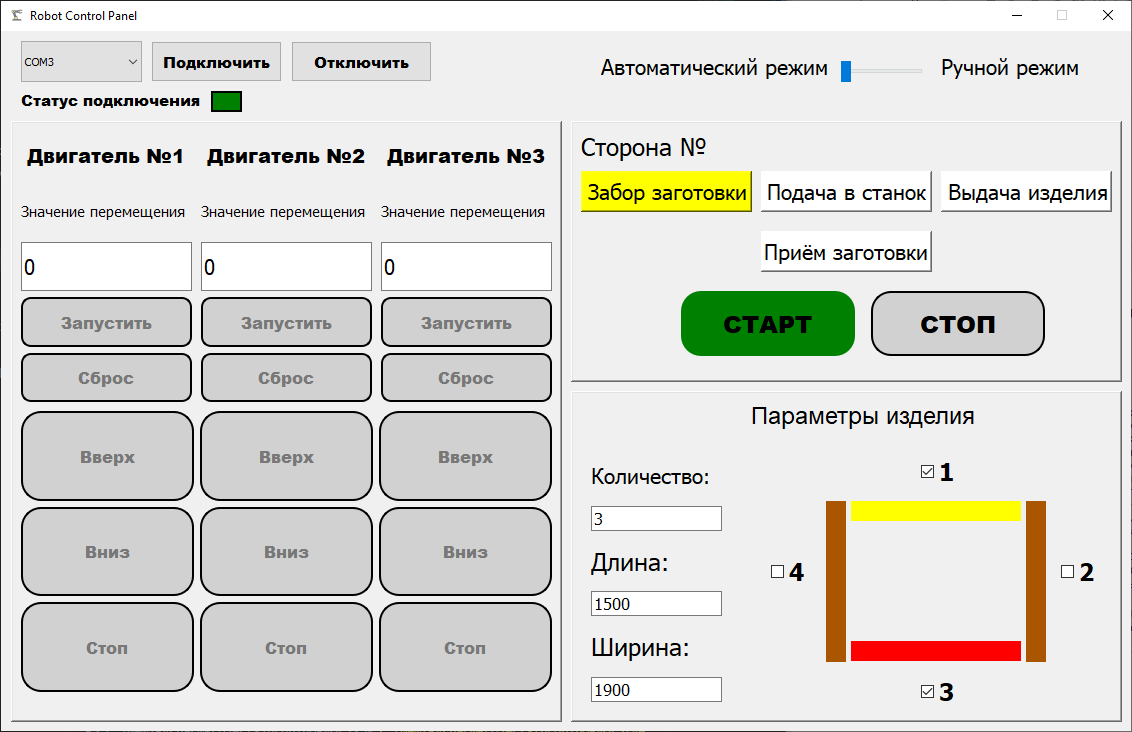 Robot Control Panel
COM3
Подключить
Отключить
Автоматический режим
Ручной режим
Статус подключения
Двигатель №1 Двигатель №2 Двигатель №3
Значение перемещения Значение перемещения Значение перемещения
0 0 0
Запустить Запустить Запустить
Сброс Сброс Сброс
Вверх Вверх Вверх
Вниз Вниз Вниз
Стоп Стоп Стоп
Сторона №
Забор заготовки Подача в станок Выдача изделия
Приём заготовки
СТАРТ СТОП
Параметры изделия
Количество:
3
Длина:
1500
Ширина:
1900
1
4 2
3